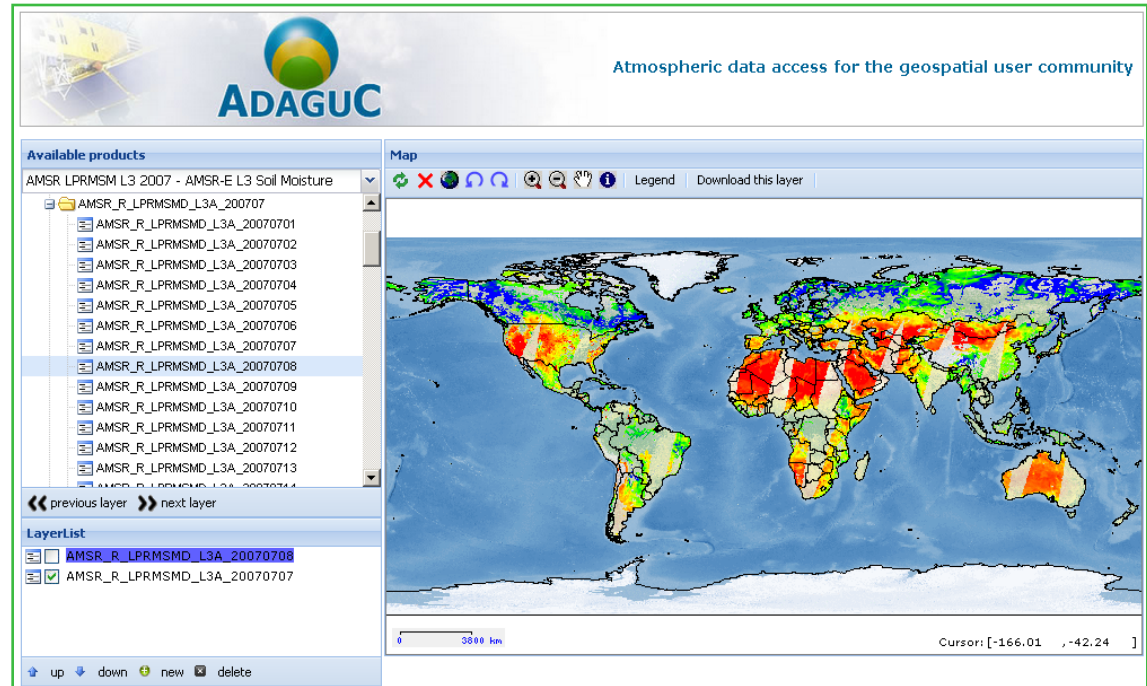 ADAGUC
Atmospheric data access for the geospatial user community
Available products
AMSR LPRMSM L3 2007 - AMSR-E L3 Soil Moisture
AMSR_R_LPRMSMD_L3A_200707
AMSR_R_LPRMSMD_L3A_20070701
AMSR_R_LPRMSMD_L3A_20070702
AMSR_R_LPRMSMD_L3A_20070703
AMSR_R_LPRMSMD_L3A_20070704
AMSR_R_LPRMSMD_L3A_20070705
AMSR_R_LPRMSMD_L3A_20070706
AMSR_R_LPRMSMD_L3A_20070707
AMSR_R_LPRMSMD_L3A_20070708
AMSR_R_LPRMSMD_L3A_20070709
AMSR_R_LPRMSMD_L3A_20070710
AMSR_R_LPRMSMD_L3A_20070711
AMSR_R_LPRMSMD_L3A_20070712
AMSR_R_LPRMSMD_L3A_20070713
previous layer next layer
LayerList
AMSR_R_LPRMSMD_L3A_20070708
AMSR_R_LPRMSMD_L3A_20070707
up down new delete
Map
Legend Download this layer
0 3800 km
Cursor:[-166.01 ,-42.24 ]